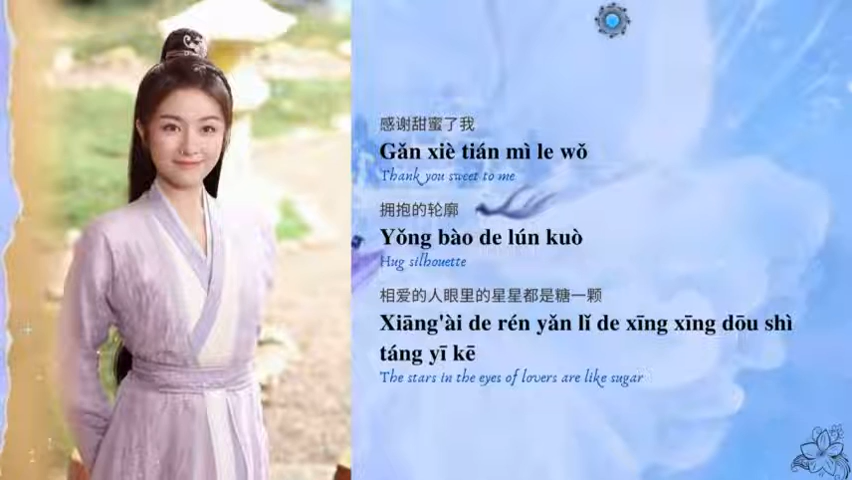 感谢甜蜜了我
Gǎn xiè tián mì le wǒ
Thank you sweet to me
拥抱的轮廓
Yǒng bào de lún kuò
Hug silhouette
相爱的人眼里的星星都是糖一颗
Xiāng'ài de rén yǎn lǐ de xīng xīng dōu shì
táng yī kē
The stars in the eyes of lovers are like sugar